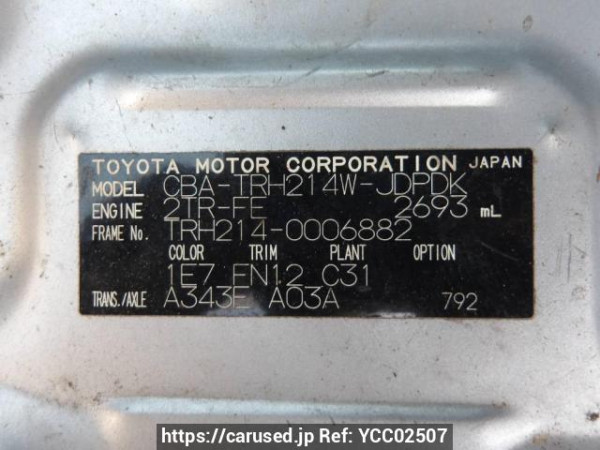 TOYOTA MOTOR CORPORATION JAPAN
MODEL CBA-TRH214W-JDPDK
ENGINE 2TR-FE 2693 mL
FRAME No. TRH214-0006882
COLOR TRIM PLANT OPTION
1E7 FN12 C31
TRANS./AXLE A343E A03A 792
https://carused.jp Ref: YCC02507